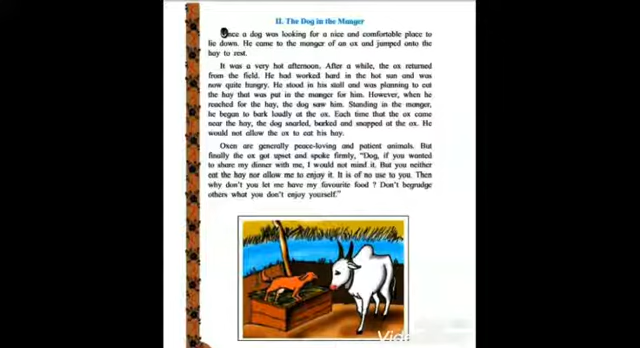 II. The Dog in the Manger
Once a dog was looking for a nice and comfortable place to
lie down. He came to the manger of an ox and jumped onto the
hay to rest.
It was a very hot afternoon. After a while, the ox returned
from the field. He had worked hard in the hot sun and was
now quite hungry. He stood in his stall and was planning to eat
the hay that was put in the manger for him. However, when he
reached for the hay, the dog saw him. Standing in the manger,
he began to bark loudly at the ox. Each time that the ox came
near the hay, the dog snarled, barked and snapped at the ox. He
would not allow the ox to eat his hay.
Oxen are generally peace-loving and patient animals. But
finally the ox got upset and spoke firmly, “Dog, if you wanted
to share my dinner with me, I would not mind it. But you neither
eat the hay nor allow me to enjoy it. It is of no use to you. Then
why don’t you let me have my favourite food ? Don’t begrudge
others what you don’t enjoy yourself.”